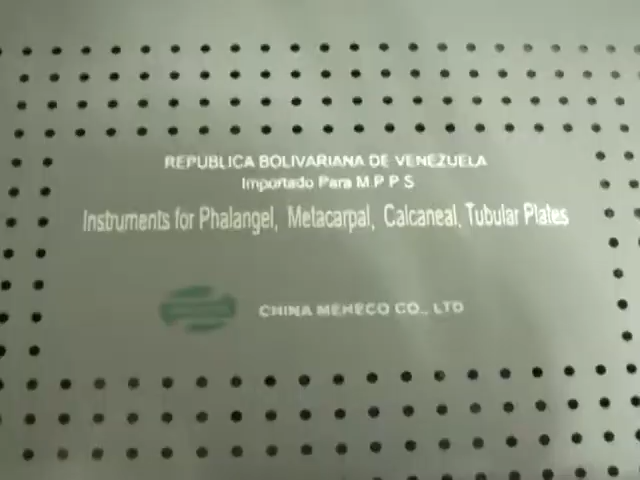 REPUBLICA BOLIVARIANA DE VENEZUELA
Importado Para M.P.P.S
Instruments for Phalangel, Metacarpal, Calcaneal, Tubular Plates
CHINA MEHECO CO., LTD